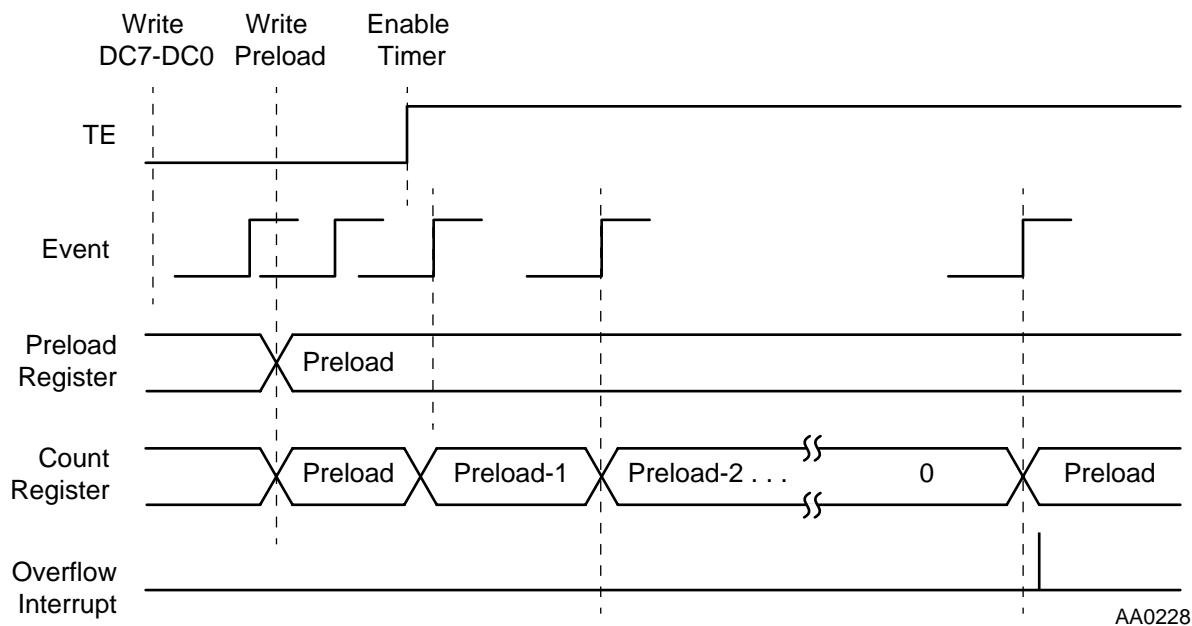 Write
DC7-DC0
Write
Preload
Enable
Timer
TE
Event
Preload
Register
Preload
Count
Register
Preload
Preload-1
Preload-2 . . .
0
Preload
Overflow
Interrupt
AA0228